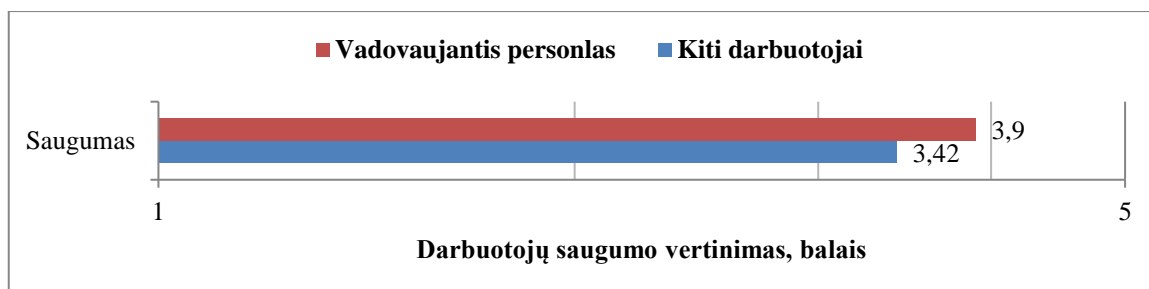 Vadovaujantis personlas Kiti darbuotojai
Saugumas
3,9
3,42
1 5
Darbuotojų saugumo vertinimas, balais